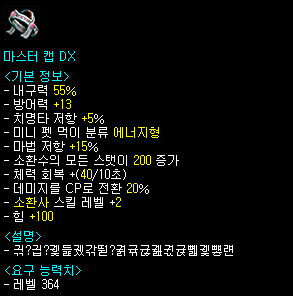 마스터 캡 DX
<기본 정보>
- 내구력 55%
- 방어력 +13
- 치명타 저항 +5%
- 미니 펫 먹이 분류 에너지형
- 마법 저항 +15%
- 소환수의 모든 스탯이 200 증가
- 체력 회복 +(40/10초)
- 데미지를 CP로 전환 20%
- 소환사 스킬 레벨 +2
- 힘 +100
<설명>
<요구 능력치>
- 레벨 364